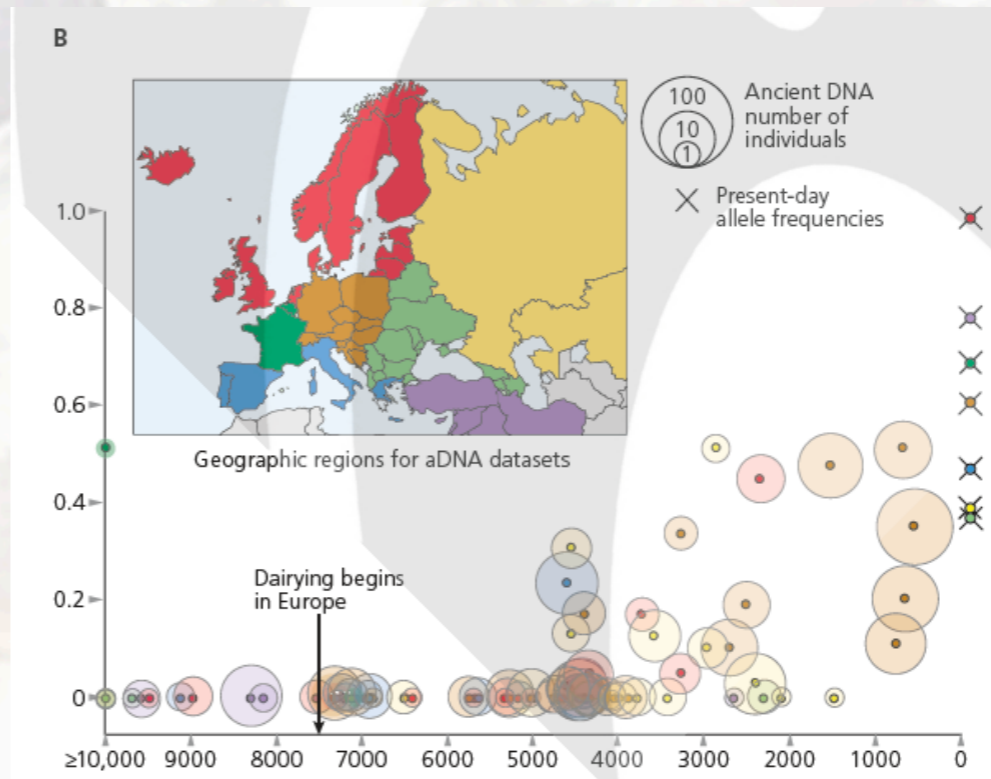 B
100
10
1
Ancient DNA
number of
individuals
Present-day
allele frequencies
1.0
0.8
0.6
0.4
0.2
0
Geographic regions for aDNA datasets
Dairying begins
in Europe
≥10,000 9000 8000 7000 6000 5000 4000 3000 2000 1000 0